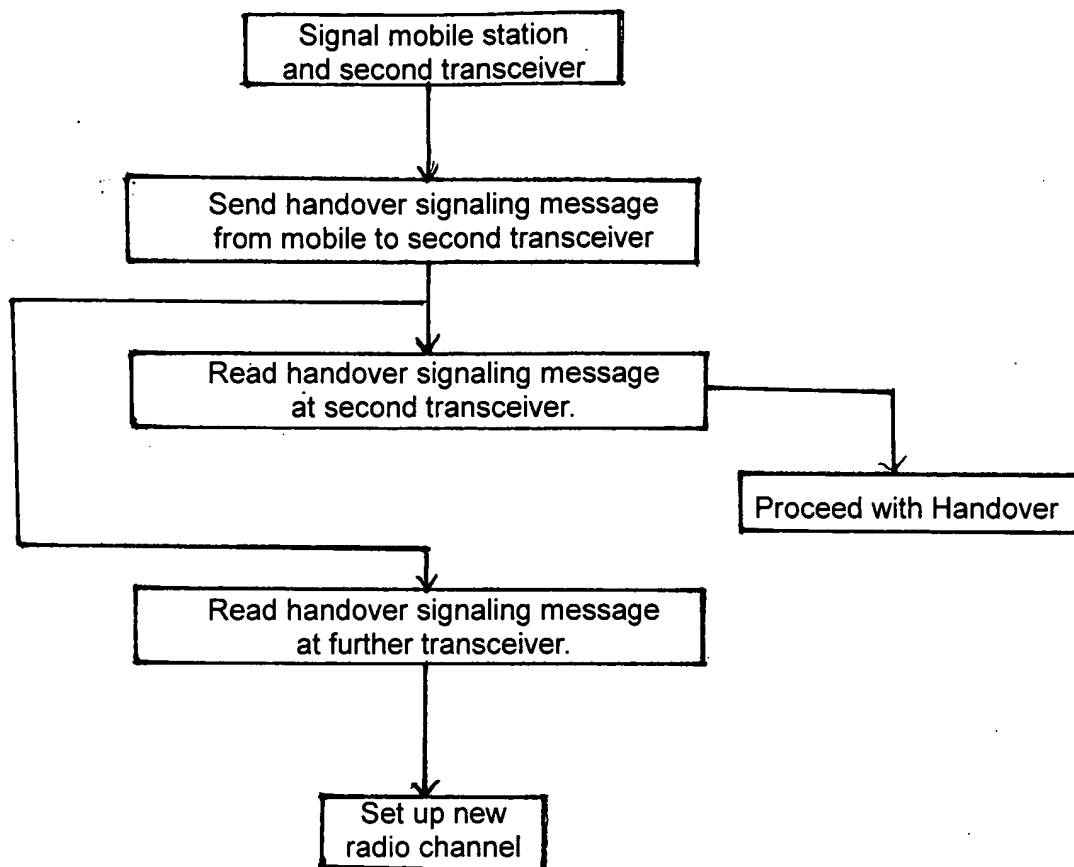 Signal mobile station
and second transceiver
Send handover signaling message
from mobile to second transceiver
Read handover signaling message
at second transceiver.
Proceed with Handover
Read handover signaling message
at further transceiver.
Set up new
radio channel